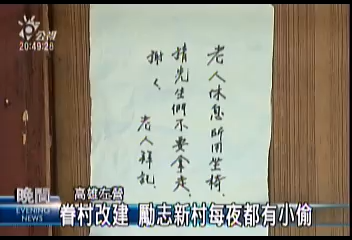 公視
20:49:28
老人休息所用坐椅.
請先生們不要拿走.
謝々.
老人拜託.
晚間
EVENING
NEWS
高雄左營
眷村改建 勵志新村每夜都有小偷